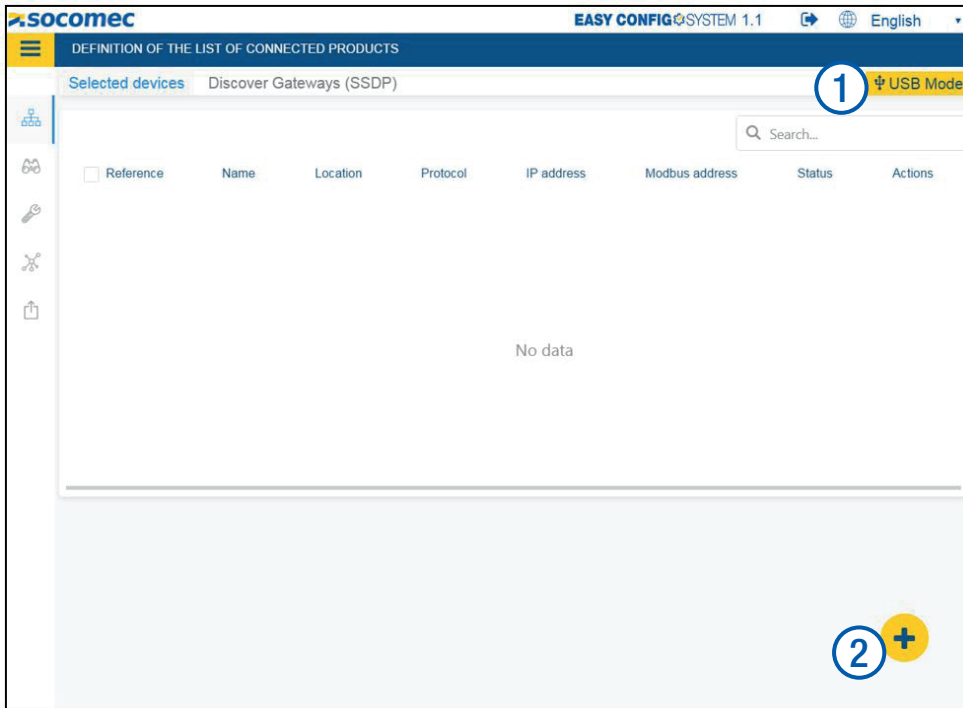 socomec EASY CONFIG SYSTEM 1.1 English
DEFINITION OF THE LIST OF CONNECTED PRODUCTS
Selected devices Discover Gateways (SSDP) 1 USB Mode
Search...
Reference Name Location Protocol IP address Modbus address Status Actions
No data
2 +